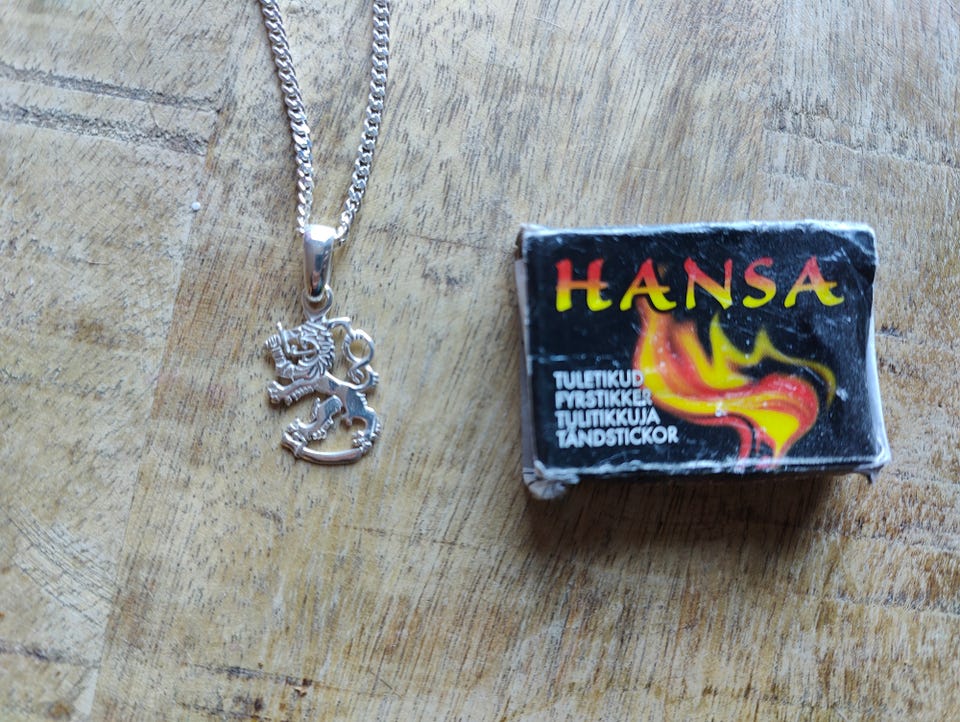 HANSA
TULETIKUD
FYRSTIKKER
TULITIKKUJA
TÄNDSTICKOR